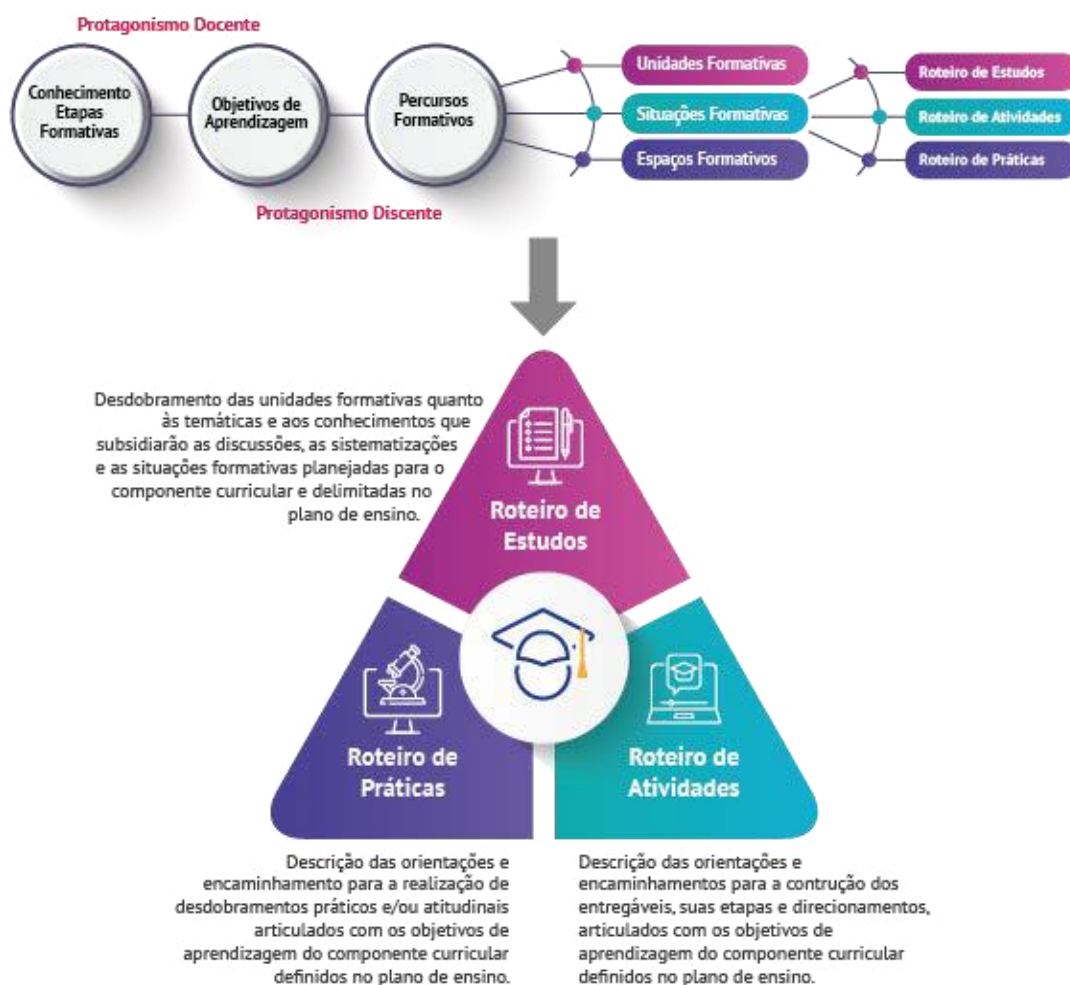 Protagonismo Docente
Conhecimento
Etapas
Formativas
Objetivos de
Aprendizagem
Percursos
Formativos
Unidades Formativas
Situações Formativas
Espaços Formativos
Roteiro de Estudos
Roteiro de Atividades
Roteiro de Práticas
Protagonismo Discente
Desdobramento das unidades formativas quanto
às temáticas e aos conhecimentos que
subsidiarão as discussões, as sistematizações
e as situações formativas planejadas para o
componente curricular e delimitadas no
plano de ensino.
Roteiro de
Estudos
Roteiro de
Práticas
Roteiro de
Atividades
Descrição das orientações e
encaminhamento para a realização de
desdobramentos práticos e/ou atitudinais
articulados com os objetivos de
aprendizagem do componente curricular
definidos no plano de ensino.
Descrição das orientações e
encaminhamentos para a contrução dos
entregáveis, suas etapas e direcionamentos,
articulados com os objetivos de
aprendizagem do componente curricular
definidos no plano de ensino.